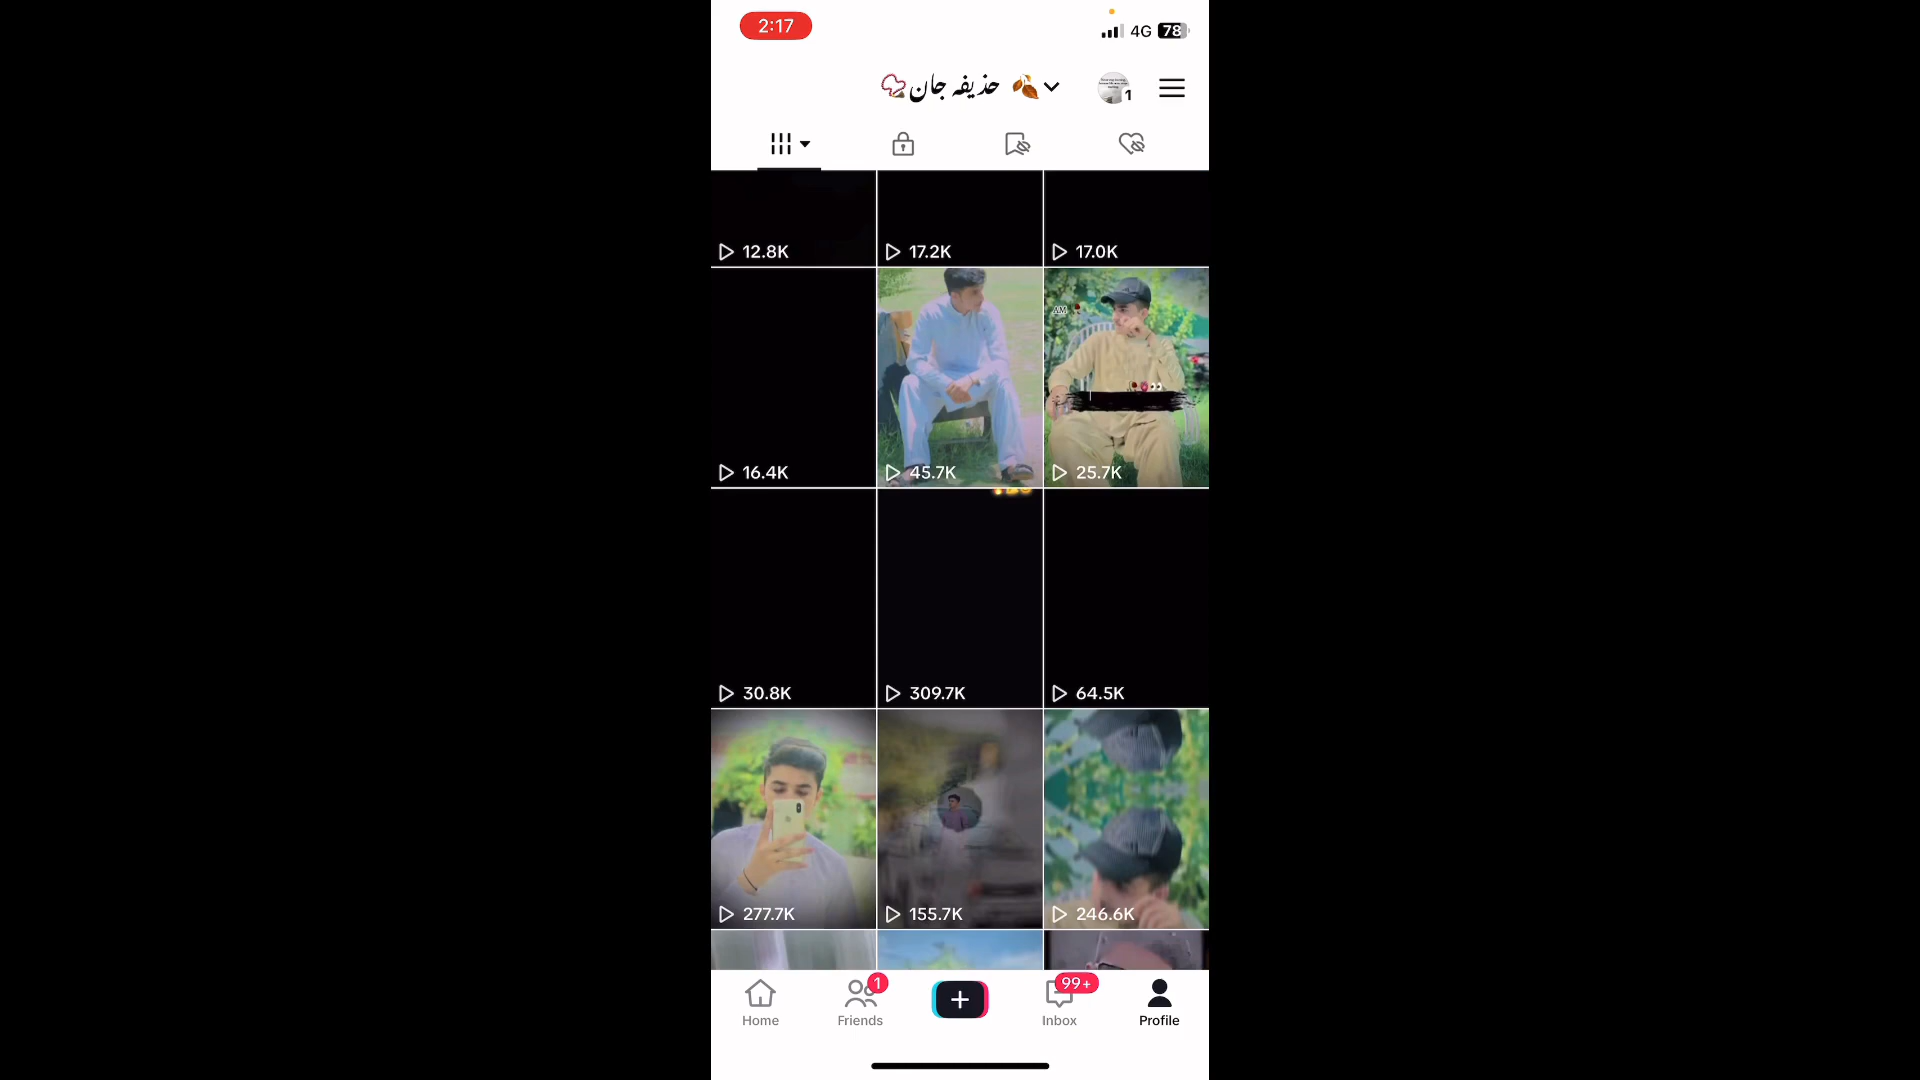 2:17
4G 78
حذیفہ جان
1
12.8K
17.2K
17.0K
16.4K
45.7K
AM
25.7K
30.8K
309.7K
64.5K
277.7K
155.7K
246.6K
1
99+
Home
Friends
Inbox
Profile